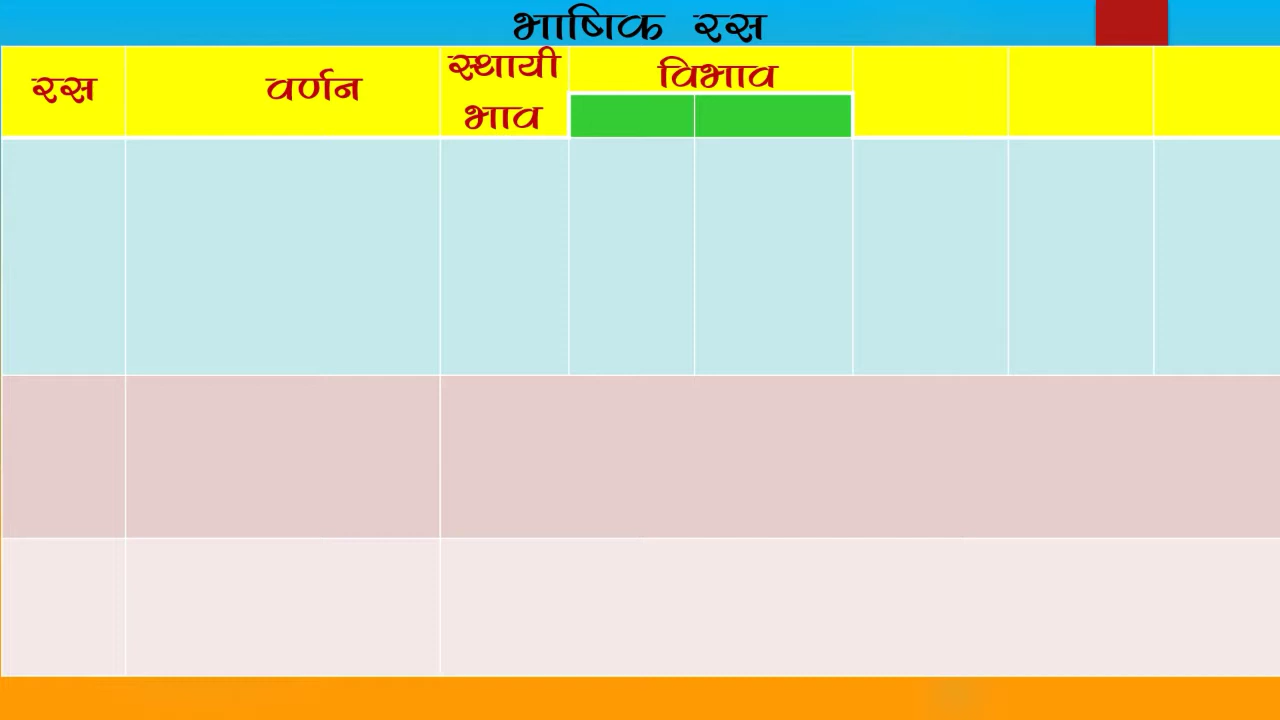 भाषिक रस
रस
वर्णन
स्थायी
भाव
विभाव